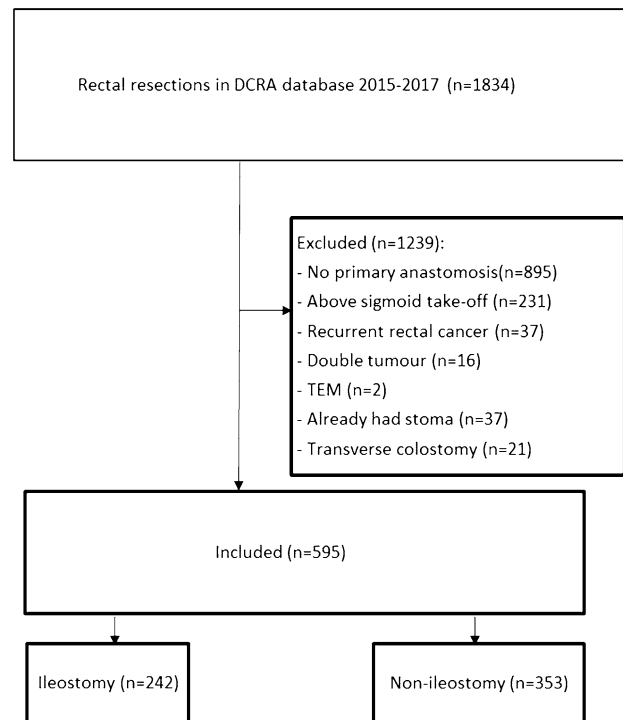 Rectal resections in DCRA database 2015-2017 (n=1834)
Excluded (n=1239):
- No primary anastomosis(n=895)
- Above sigmoid take-off (n=231)
- Recurrent rectal cancer (n=37)
- Double tumour (n=16)
- TEM (n=2)
- Already had stoma (n=37)
- Transverse colostomy (n=21)
Included (n=595)
Ileostomy (n=242)
Non-ileostomy (n=353)